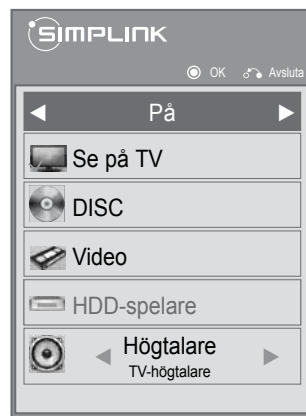 SIMPLINK
OK Avsluta
På
Se på TV
DISC
Video
HDD-spelare
Högtalare
TV-högtalare